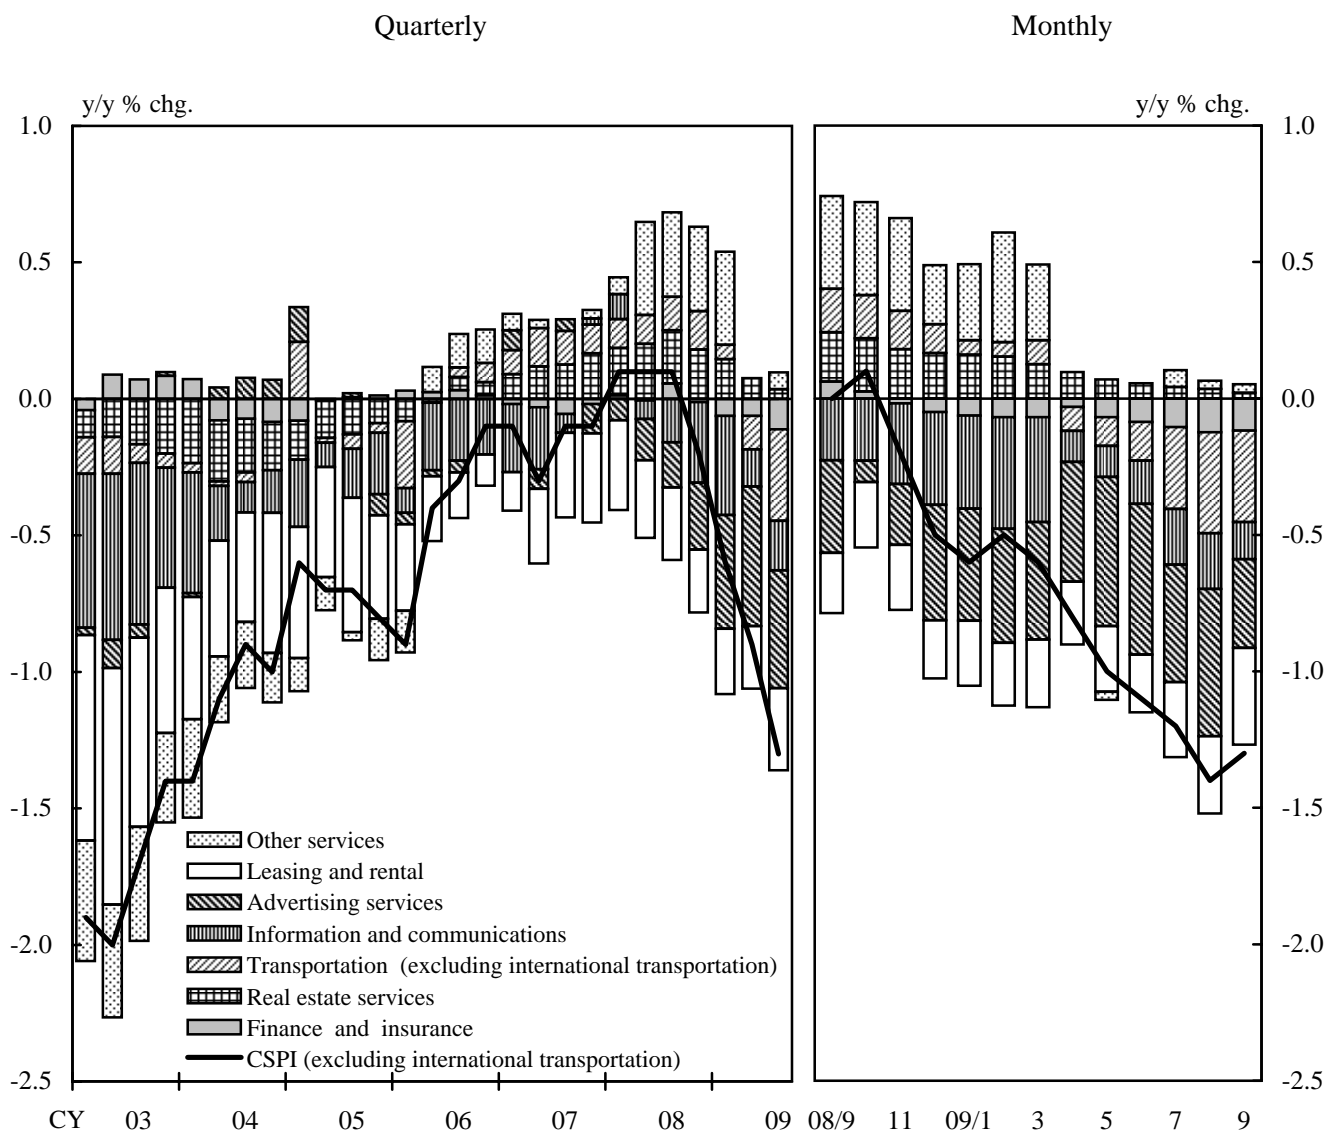 Quarterly Monthly
y/y % chg. y/y % chg.
1.0 1.0
0.5 0.5
0.0 0.0
-0.5 -0.5
-1.0 -1.0
-1.5 -1.5
Other services
Leasing and rental
Advertising services
Information and communications
-2.0 -2.0
Transportation (excluding international transportation)
Real estate services
Finance and insurance
CSPI (excluding international transportation)
-2.5 -2.5
CY 03 04 05 06 07 08 09 08/9 11 09/1 3 5 7 9